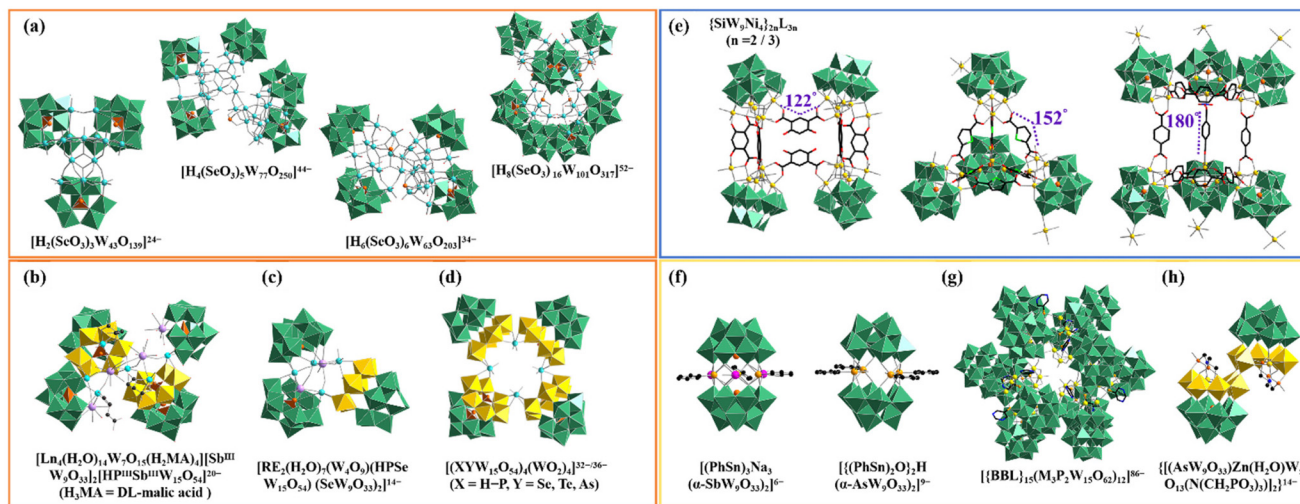 (a)
[H₂(SeO₃)₃W₄₃O₁₃₉]²⁴⁻
[H₄(SeO₃)₅W₇₇O₂₅₀]⁴⁴⁻
[H₆(SeO₃)₆W₆₃O₂₀₃]³⁴⁻
[H₈(SeO₃)₁₆W₁₀₁O₃₁₇]⁵²⁻
(e)
{SiW₉Ni₄}₂ₙL₃ₙ
(n =2 / 3)
122°
152°
180°
(b)
[Ln₄(H₂O)₁₄W₇O₁₅(H₂MA)₄][Sbᴵᴵᴵ
W₉O₃₃]₂[HPᴵᴵᴵSbᴵᴵᴵW₁₅O₅₄]²⁰⁻
(H₃MA = DL-malic acid )
(c)
[RE₂(H₂O)₇(W₄O₉)(HPSe
W₁₅O₅₄) (SeW₉O₃₃)₂]¹⁴⁻
(d)
[(XYW₁₅O₅₄)₄(WO₂)₄]³²⁻/³⁶⁻
(X = H−P, Y = Se, Te, As)
(f)
[(PhSn)₃Na₃
(α-SbW₉O₃₃)₂]⁶⁻
[{(PhSn)₂O}₂H
(α-AsW₉O₃₃)₂]⁹⁻
(g)
[{BBL}₁₅(M₃P₂W₁₅O₆₂)₁₂]⁸⁶⁻
(h)
{[(AsW₉O₃₃)Zn(H₂O)W₅
O₁₃(N(CH₂PO₃)₃)]₂}